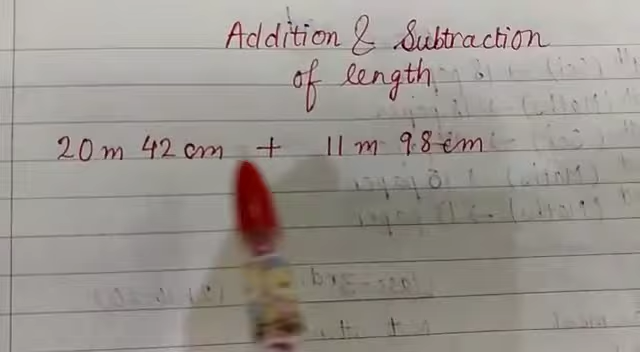 Addition & Subtraction
of length
20 m 42 cm + 11 m 98 cm